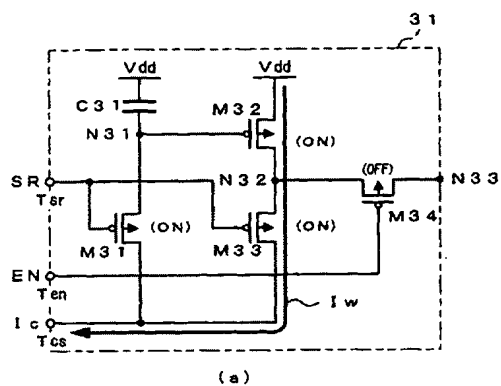 31
Vdd
Vdd
C31
M32
N31
(ON)
SR
Tsr
N32
(OFF)
N33
(ON)
(ON)
M34
M31
M33
EN
Ten
Iw
Ic
Tcs
(a)